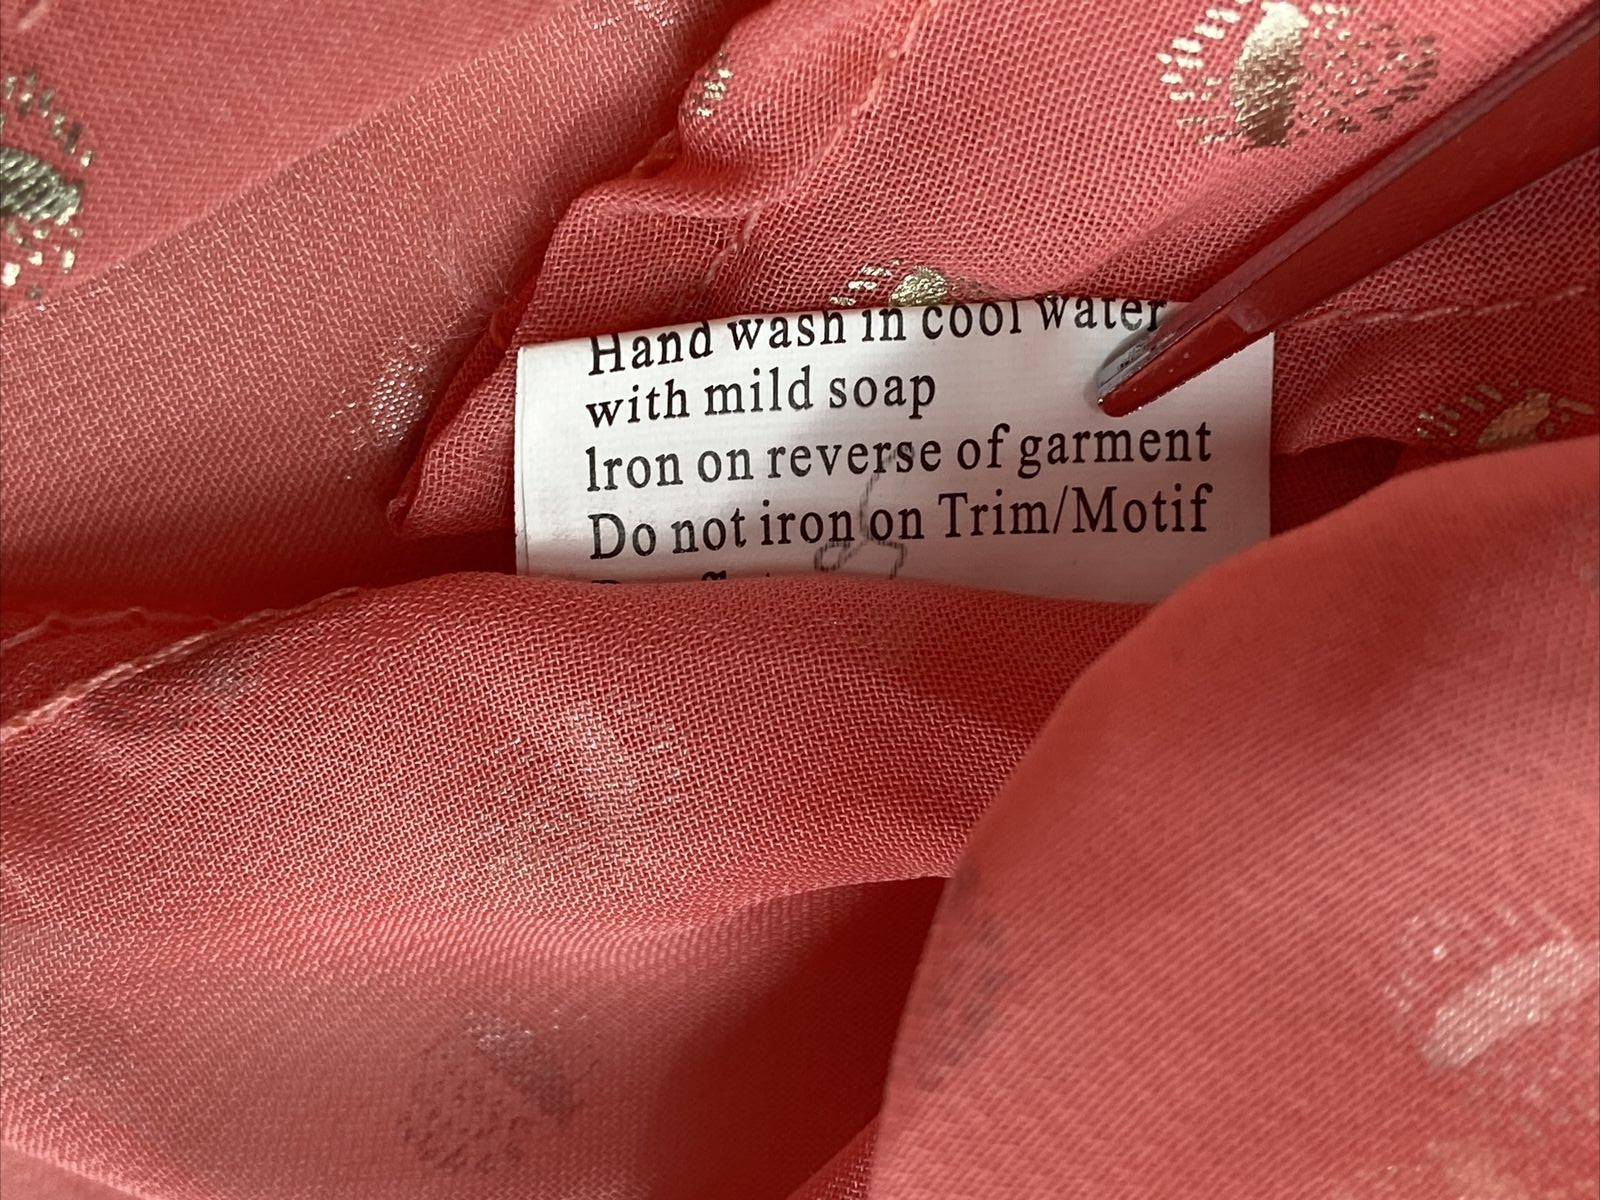 Hand wash in cool water
with mild soap
Iron on reverse of garment
Do not iron on Trim/Motif